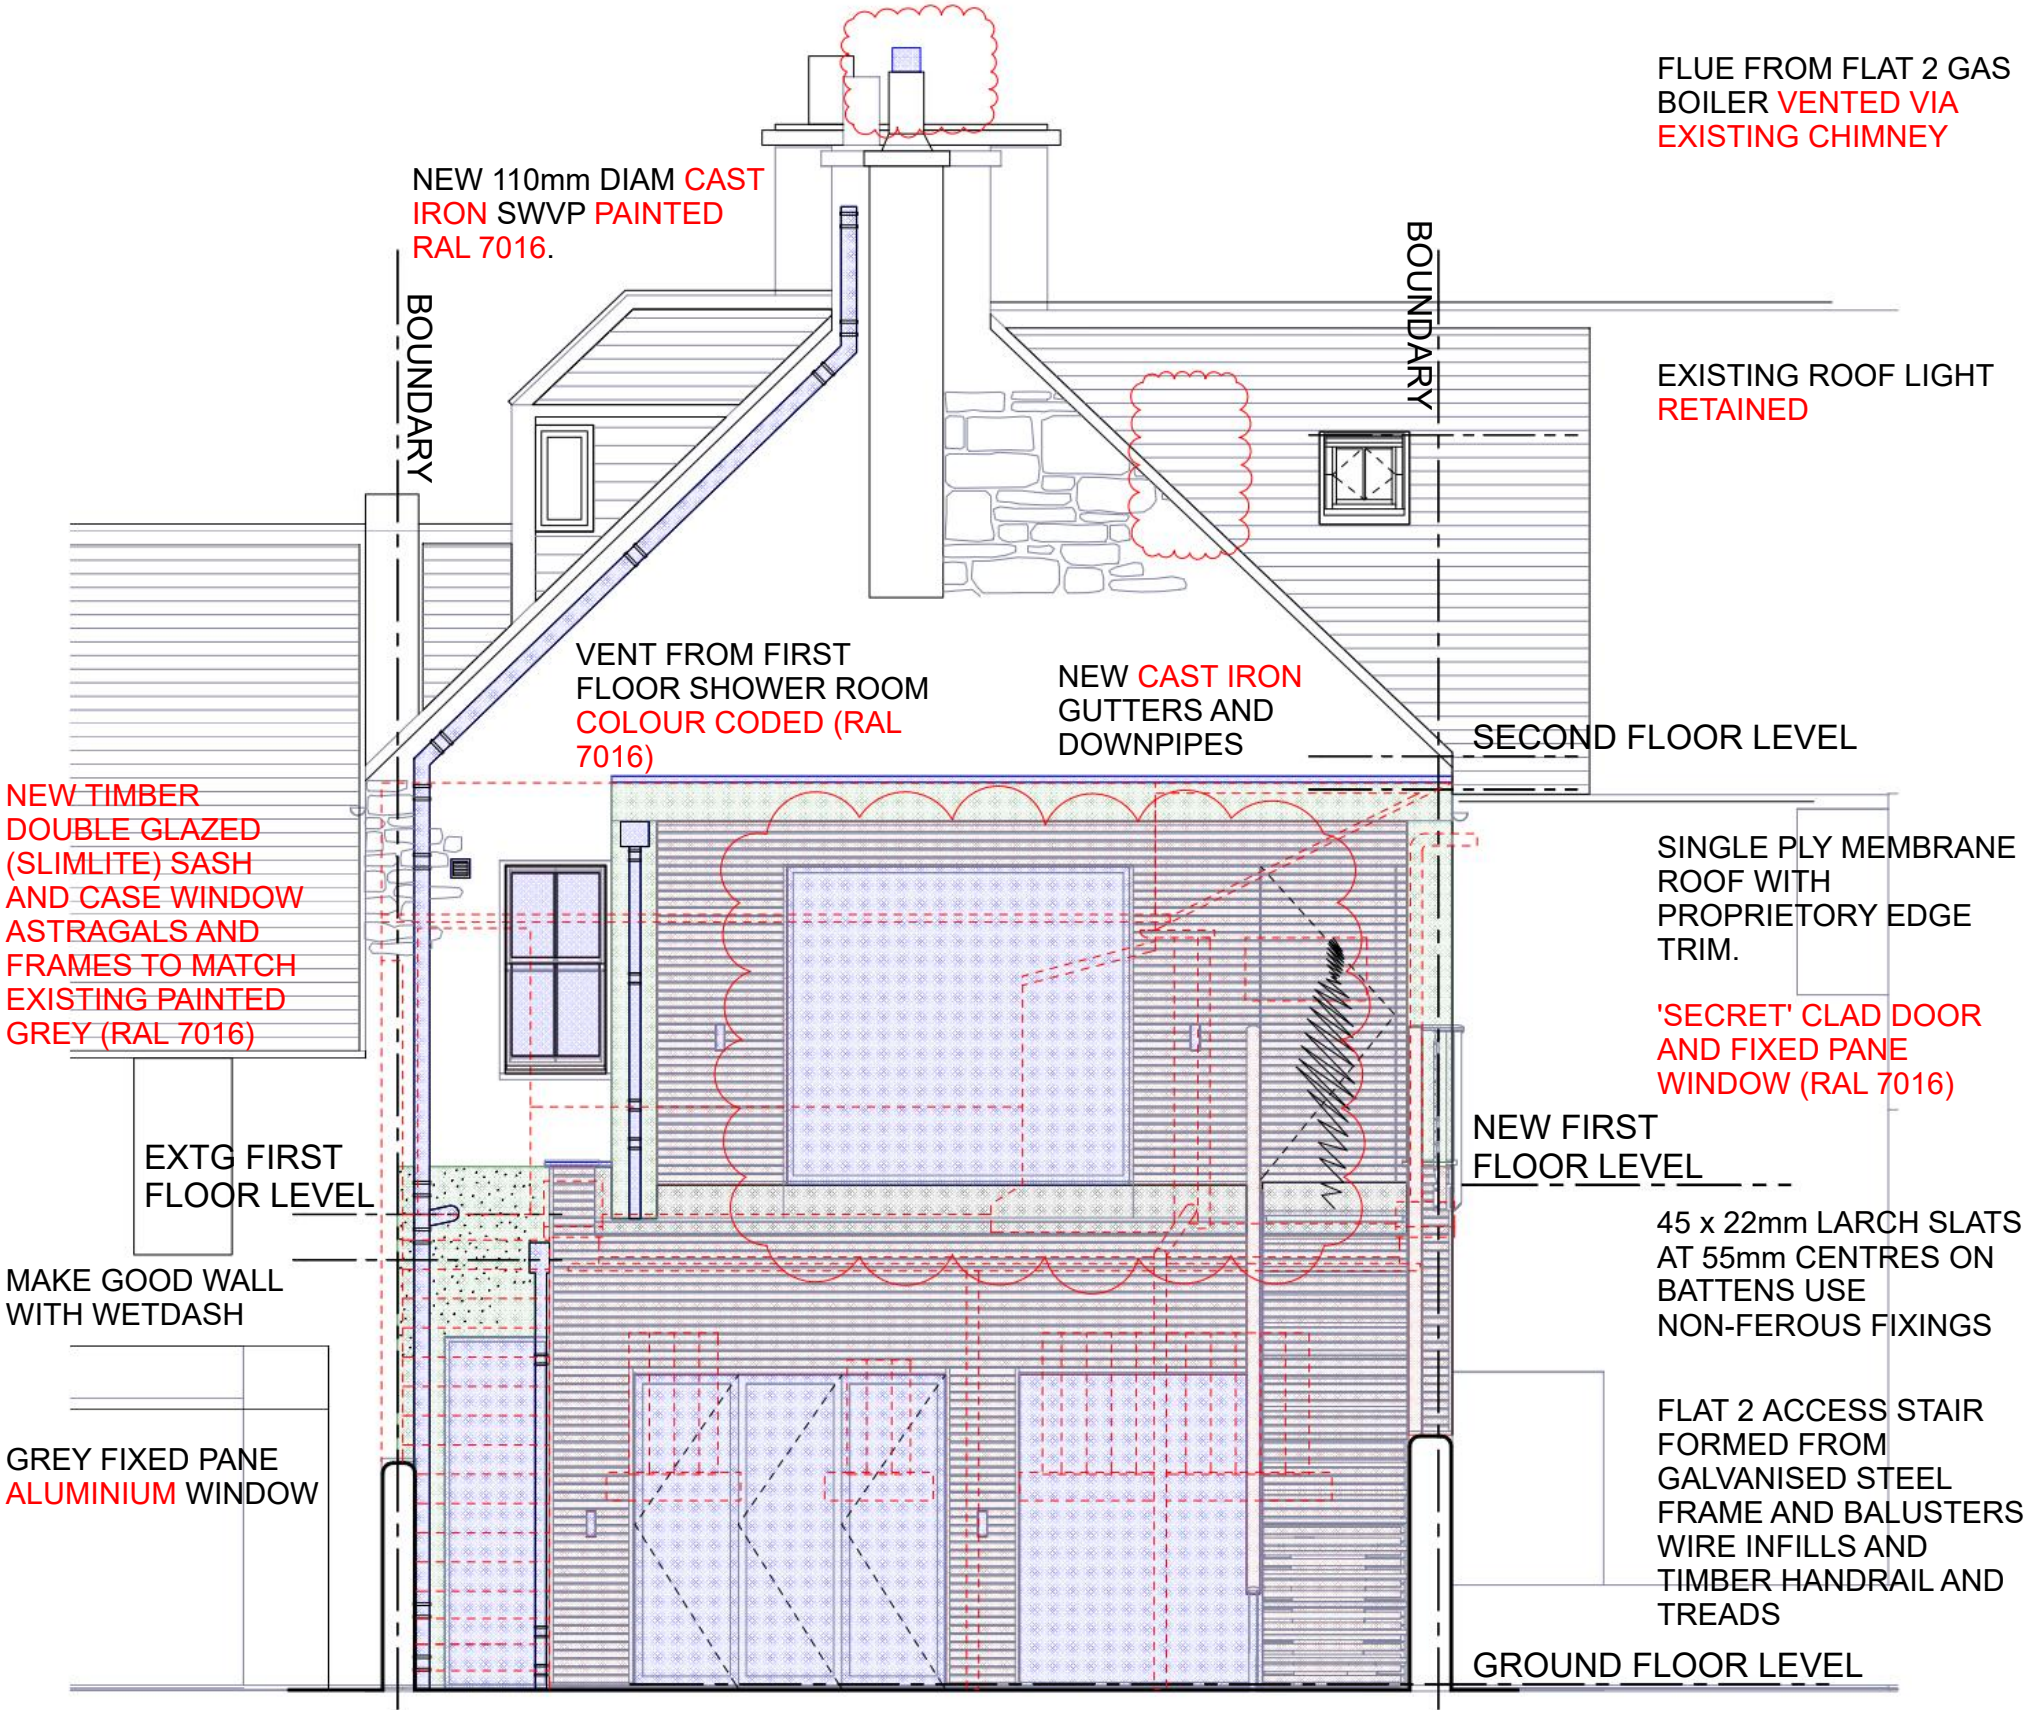 FLUE FROM FLAT 2 GAS
BOILER VENTED VIA
EXISTING CHIMNEY
NEW 110mm DIAM CAST
IRON SWVP PAINTED
RAL 7016.
BOUNDARY
BOUNDARY
EXISTING ROOF LIGHT
RETAINED
VENT FROM FIRST
FLOOR SHOWER ROOM
COLOUR CODED (RAL
7016)
NEW CAST IRON
GUTTERS AND
DOWNPIPES
SECOND FLOOR LEVEL
NEW TIMBER
DOUBLE GLAZED
(SLIMLITE) SASH
AND CASE WINDOW
ASTRAGALS AND
FRAMES TO MATCH
EXISTING PAINTED
GREY (RAL 7016)
SINGLE PLY MEMBRANE
ROOF WITH
PROPRIETORY EDGE
TRIM.
'SECRET' CLAD DOOR
AND FIXED PANE
WINDOW (RAL 7016)
EXTG FIRST
FLOOR LEVEL
NEW FIRST
FLOOR LEVEL
MAKE GOOD WALL
WITH WETDASH
45 x 22mm LARCH SLATS
AT 55mm CENTRES ON
BATTENS USE
NON-FEROUS FIXINGS
GREY FIXED PANE
ALUMINIUM WINDOW
FLAT 2 ACCESS STAIR
FORMED FROM
GALVANISED STEEL
FRAME AND BALUSTERS
WIRE INFILLS AND
TIMBER HANDRAIL AND
TREADS
GROUND FLOOR LEVEL